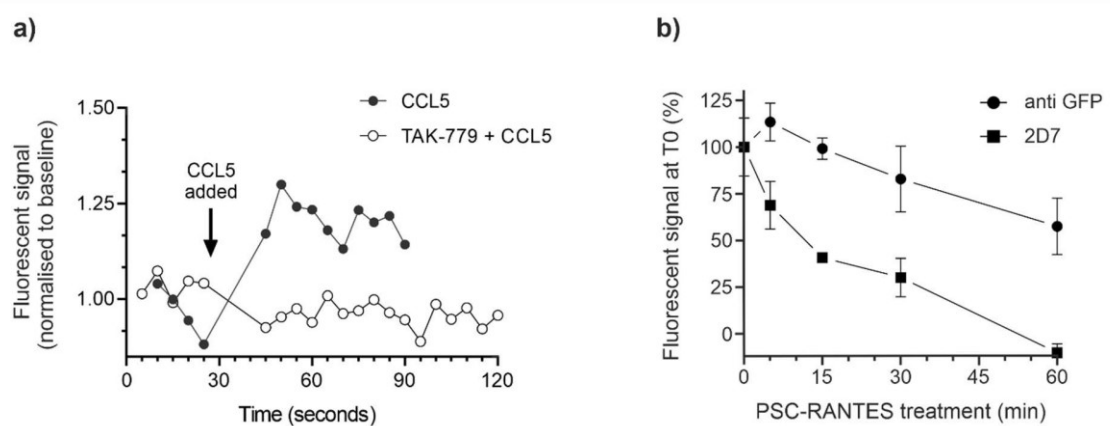 a)
CCL5
TAK-779 + CCL5
CCL5
added
Fluorescent signal
(normalised to baseline)
1.50
1.25
1.00
0
30
60
90
120
Time (seconds)
b)
anti GFP
2D7
Fluorescent signal at T0 (%)
125
100
75
50
25
0
0
15
30
45
60
PSC-RANTES treatment (min)